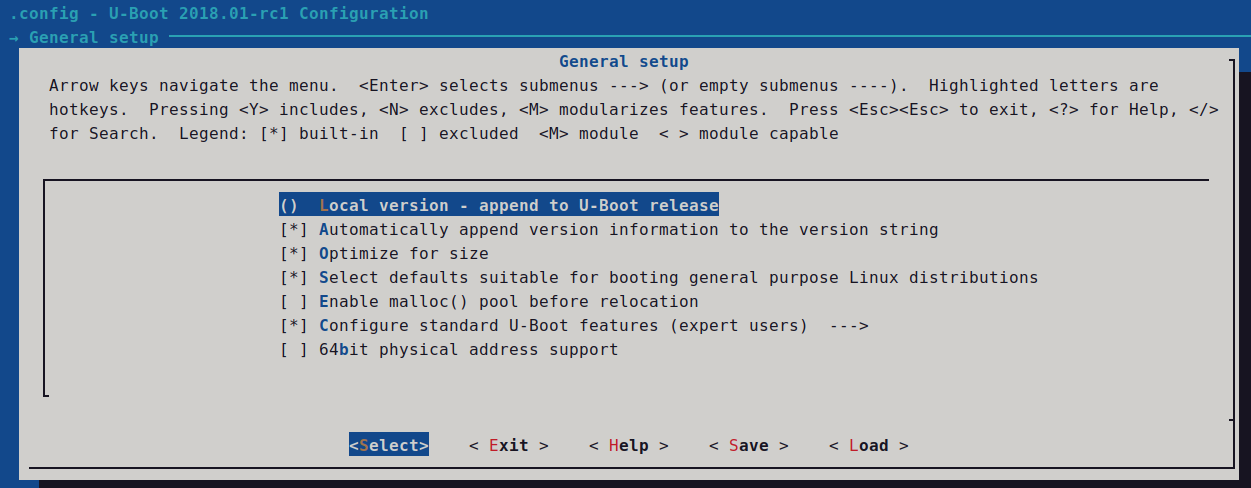 .config - U-Boot 2018.01-rc1 Configuration
→ General setup
General setup
Arrow keys navigate the menu.  <Enter> selects submenus ---> (or empty submenus ----).  Highlighted letters are
hotkeys.  Pressing <Y> includes, <N> excludes, <M> modularizes features.  Press <Esc><Esc> to exit, <?> for Help, </>
for Search.  Legend: [*] built-in  [ ] excluded  <M> module  < > module capable
()  Local version - append to U-Boot release
[*] Automatically append version information to the version string
[*] Optimize for size
[*] Select defaults suitable for booting general purpose Linux distributions
[ ] Enable malloc() pool before relocation
[*] Configure standard U-Boot features (expert users)  --->
[ ] 64bit physical address support
<Select>    < Exit >    < Help >    < Save >    < Load >